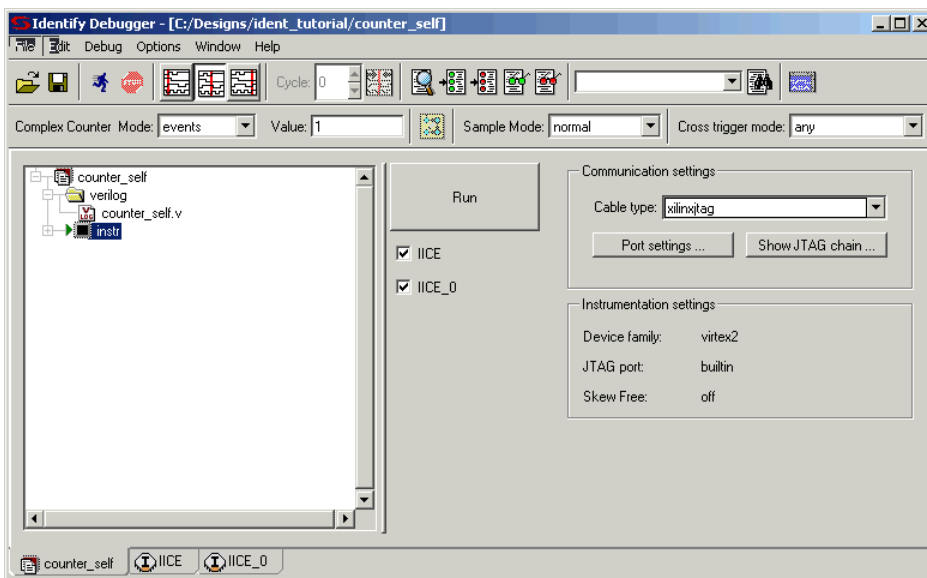 Identify Debugger - [C:/Designs/ident_tutorial/counter_self]
File Edit Debug Options Window Help
STOP Cycle: 0
Complex Counter Mode: events Value: 1 Sample Mode: normal Cross trigger mode: any
counter_self
verilog
counter_self.v
instr
Run
IICE
IICE_0
Communication settings
Cable type: xilinxjtag
Port settings ... Show JTAG chain ...
Instrumentation settings
Device family: virtex2
JTAG port: builtin
Skew Free: off
counter_self IICE IICE_0